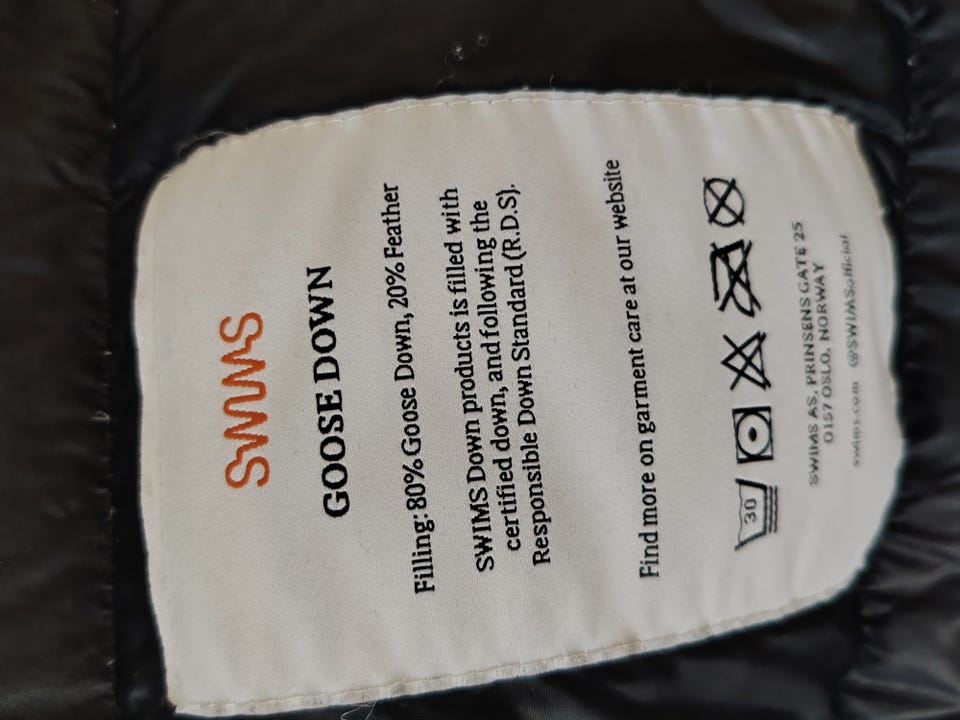 SWIMS
GOOSE DOWN
Filling: 80% Goose Down, 20% Feather
SWIMS Down products is filled with
certified down, and following the
Responsible Down Standard (R.D.S).
Find more on garment care at our website
30
SWIMS AS, PRINSENS GATE 25
0157 OSLO, NORWAY
swims.com @SWIMSofficial